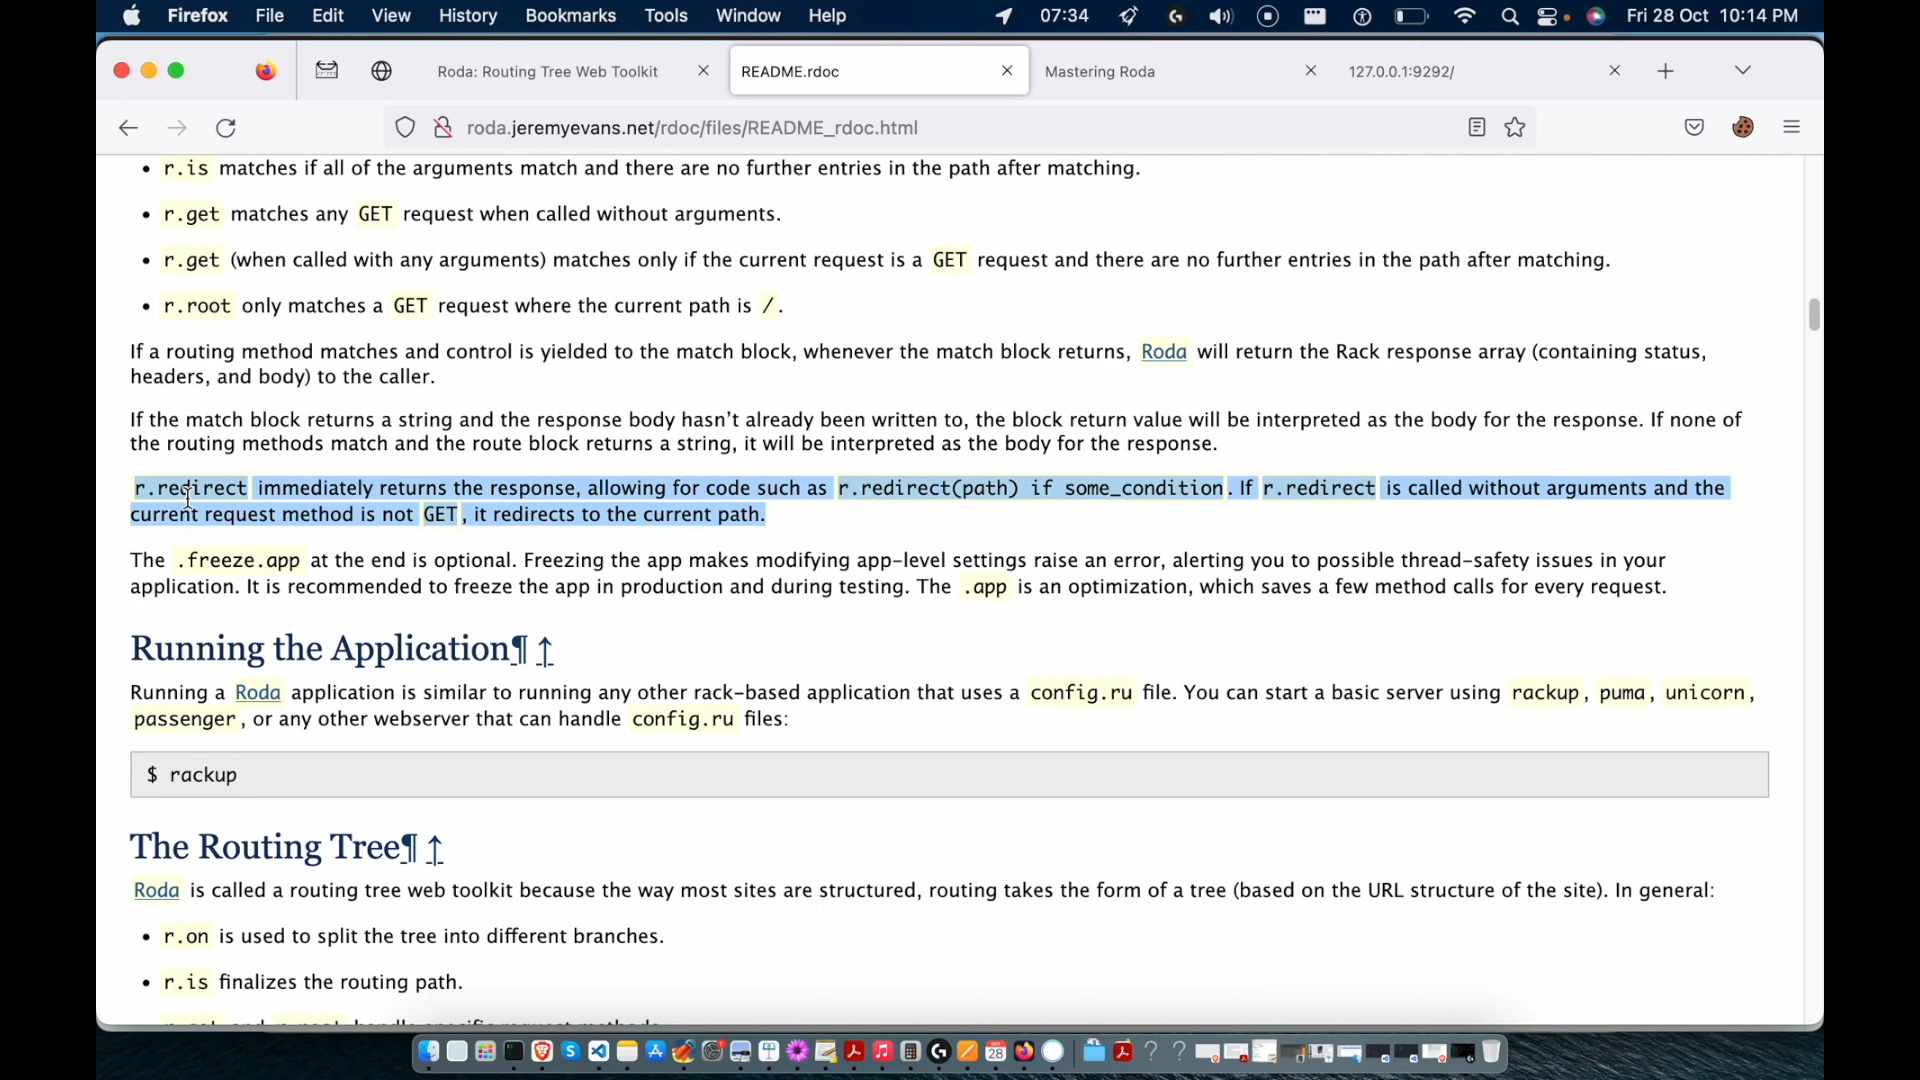 Firefox File Edit View History Bookmarks Tools Window Help 07:34 Fri 28 Oct 10:14 PM
Roda: Routing Tree Web Toolkit README.rdoc Mastering Roda 127.0.0.1:9292/
roda.jeremyevans.net/rdoc/files/README_rdoc.html
• r.is matches if all of the arguments match and there are no further entries in the path after matching.
• r.get matches any GET request when called without arguments.
• r.get (when called with any arguments) matches only if the current request is a GET request and there are no further entries in the path after matching.
• r.root only matches a GET request where the current path is /.
If a routing method matches and control is yielded to the match block, whenever the match block returns, Roda will return the Rack response array (containing status,
headers, and body) to the caller.
If the match block returns a string and the response body hasn’t already been written to, the block return value will be interpreted as the body for the response. If none of
the routing methods match and the route block returns a string, it will be interpreted as the body for the response.
r.redirect immediately returns the response, allowing for code such as r.redirect(path) if some_condition. If r.redirect is called without arguments and the
current request method is not GET, it redirects to the current path.
The .freeze.app at the end is optional. Freezing the app makes modifying app-level settings raise an error, alerting you to possible thread-safety issues in your
application. It is recommended to freeze the app in production and during testing. The .app is an optimization, which saves a few method calls for every request.
Running the Application¶ ↑
Running a Roda application is similar to running any other rack-based application that uses a config.ru file. You can start a basic server using rackup, puma, unicorn,
passenger, or any other webserver that can handle config.ru files:
$ rackup
The Routing Tree¶ ↑
Roda is called a routing tree web toolkit because the way most sites are structured, routing takes the form of a tree (based on the URL structure of the site). In general:
• r.on is used to split the tree into different branches.
• r.is finalizes the routing path.